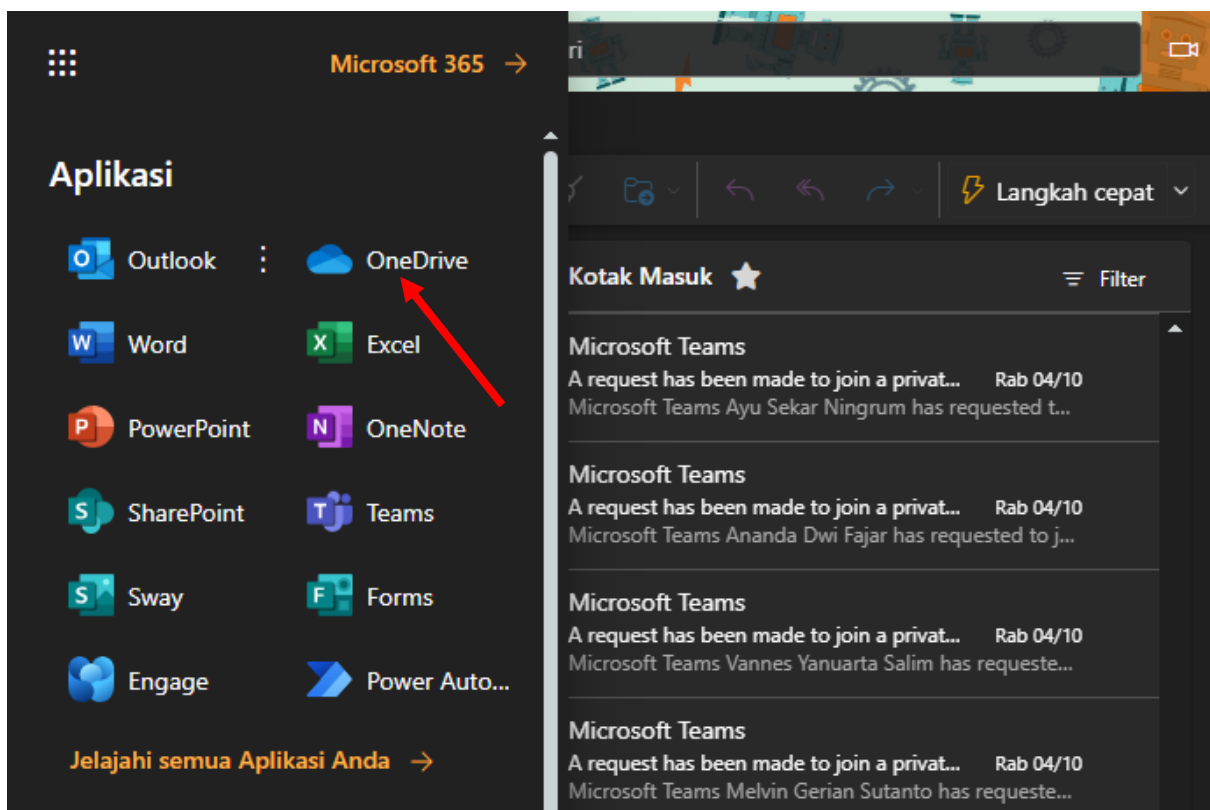 Microsoft 365 →
ri
Aplikasi
Langkah cepat
Outlook
OneDrive
Word
Excel
PowerPoint
OneNote
SharePoint
Teams
Sway
Forms
Engage
Power Auto...
Jelajahi semua Aplikasi Anda →
Kotak Masuk
Filter
Microsoft Teams
A request has been made to join a privat... Rab 04/10
Microsoft Teams Ayu Sekar Ningrum has requested t...
Microsoft Teams
A request has been made to join a privat... Rab 04/10
Microsoft Teams Ananda Dwi Fajar has requested to j...
Microsoft Teams
A request has been made to join a privat... Rab 04/10
Microsoft Teams Vannes Yanuarta Salim has requeste...
Microsoft Teams
A request has been made to join a privat... Rab 04/10
Microsoft Teams Melvin Gerian Sutanto has requeste...